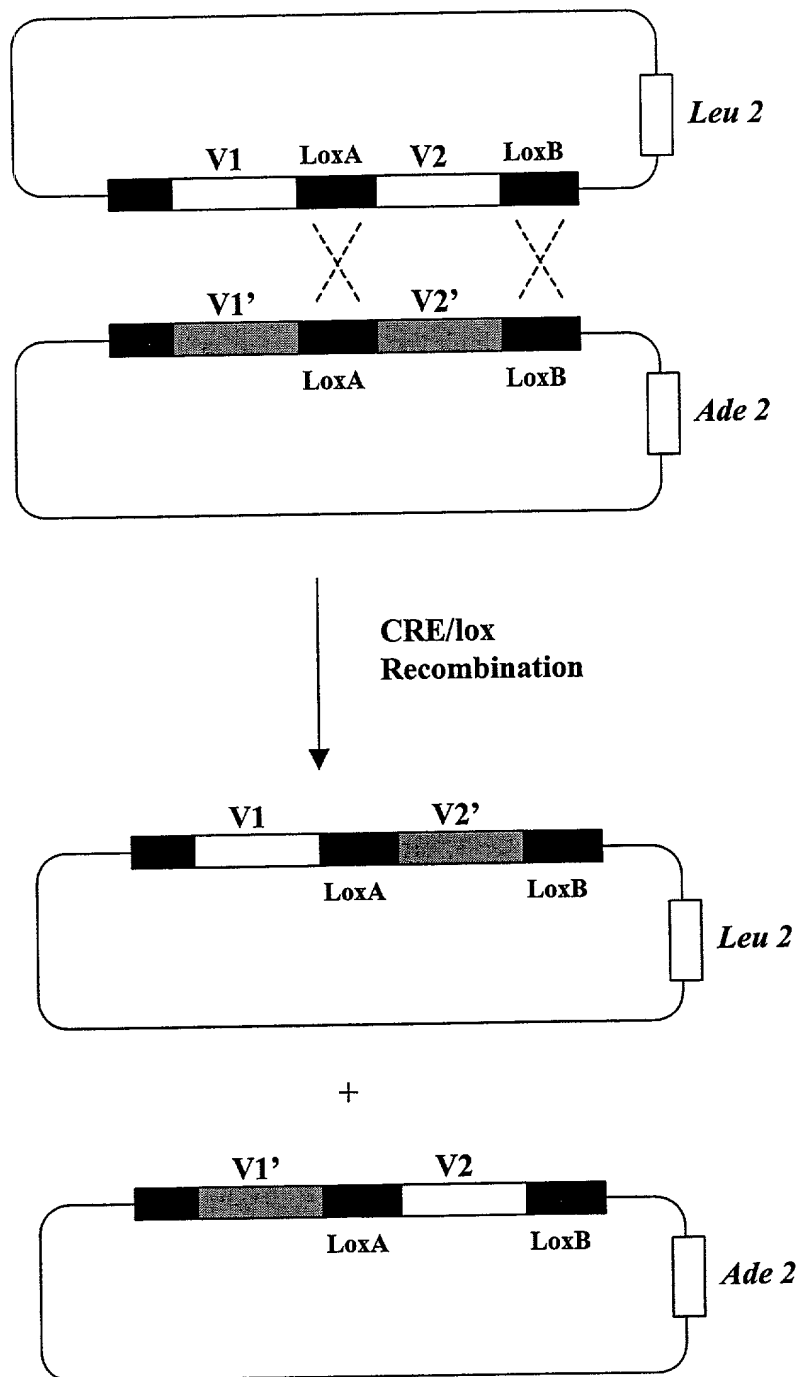 Leu 2
V1 LoxA V2 LoxB
V1’ V2’
LoxA LoxB
Ade 2
CRE/lox
Recombination
V1 V2’
LoxA LoxB
Leu 2
+
V1’ V2
LoxA LoxB
Ade 2